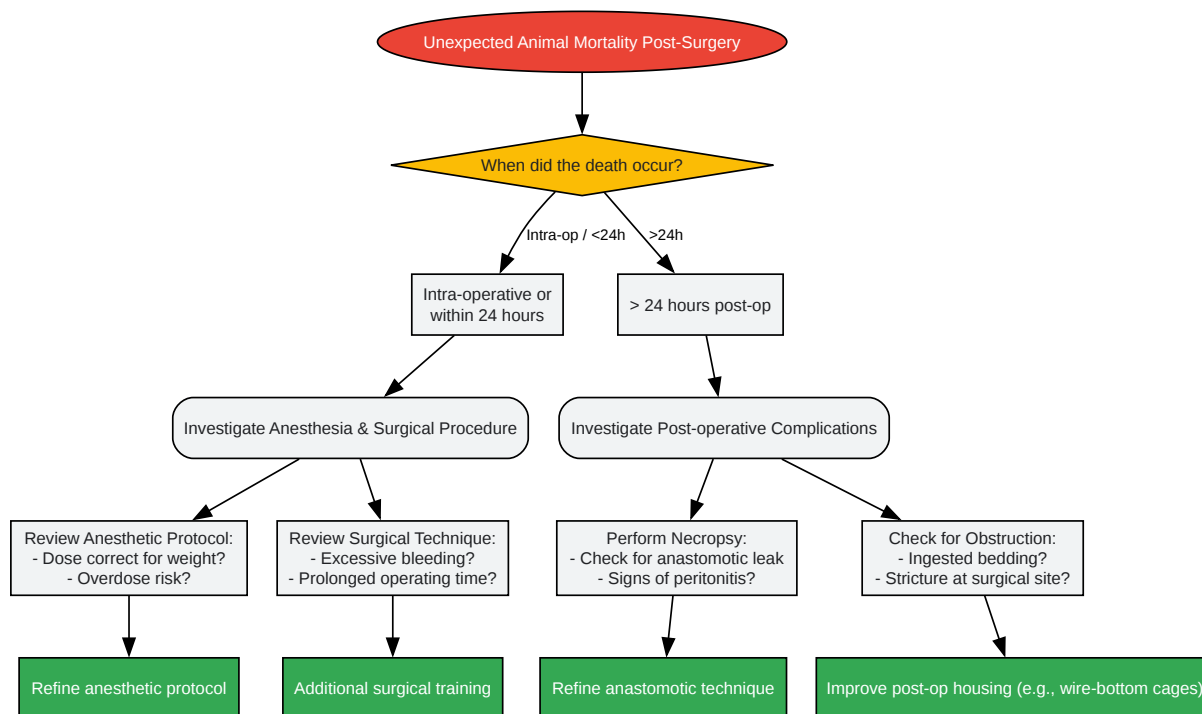 Unexpected Animal Mortality Post-Surgery
When did the death occur?
Intra-op / <24h
>24h
Intra-operative or
within 24 hours
> 24 hours post-op
Investigate Anesthesia & Surgical Procedure
Investigate Post-operative Complications
Review Anesthetic Protocol:
- Dose correct for weight?
- Overdose risk?
Review Surgical Technique:
- Excessive bleeding?
- Prolonged operating time?
Perform Necropsy:
- Check for anastomotic leak
- Signs of peritonitis?
Check for Obstruction:
- Ingested bedding?
- Stricture at surgical site?
Refine anesthetic protocol
Additional surgical training
Refine anastomotic technique
Improve post-op housing (e.g., wire-bottom cages)